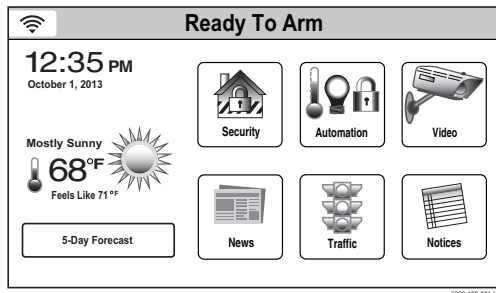 Ready To Arm
12:35 PM
October 1, 2013
Mostly Sunny
68°F
Feels Like 71°F
5-Day Forecast
Security
Automation
Video
News
Traffic
Notices